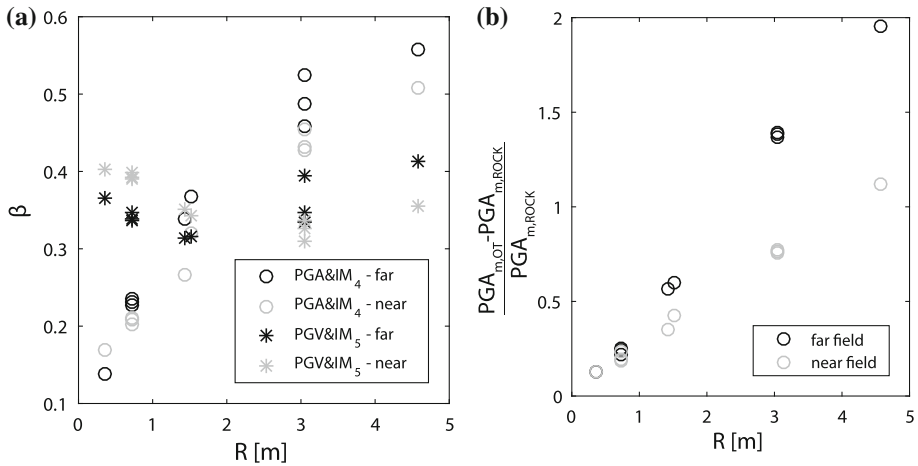 (a)
0.6
0.5
0.4
0.3
0.2
0.1
β
0 1 2 3 4 5
R [m]
PGA&IM4 - far
PGA&IM4 - near
PGV&IM5 - far
PGV&IM5 - near
(b)
2
1.5
1
0.5
0
PGAm,OT-PGAm,ROCK
PGAm,ROCK
0 1 2 3 4 5
R [m]
far field
near field